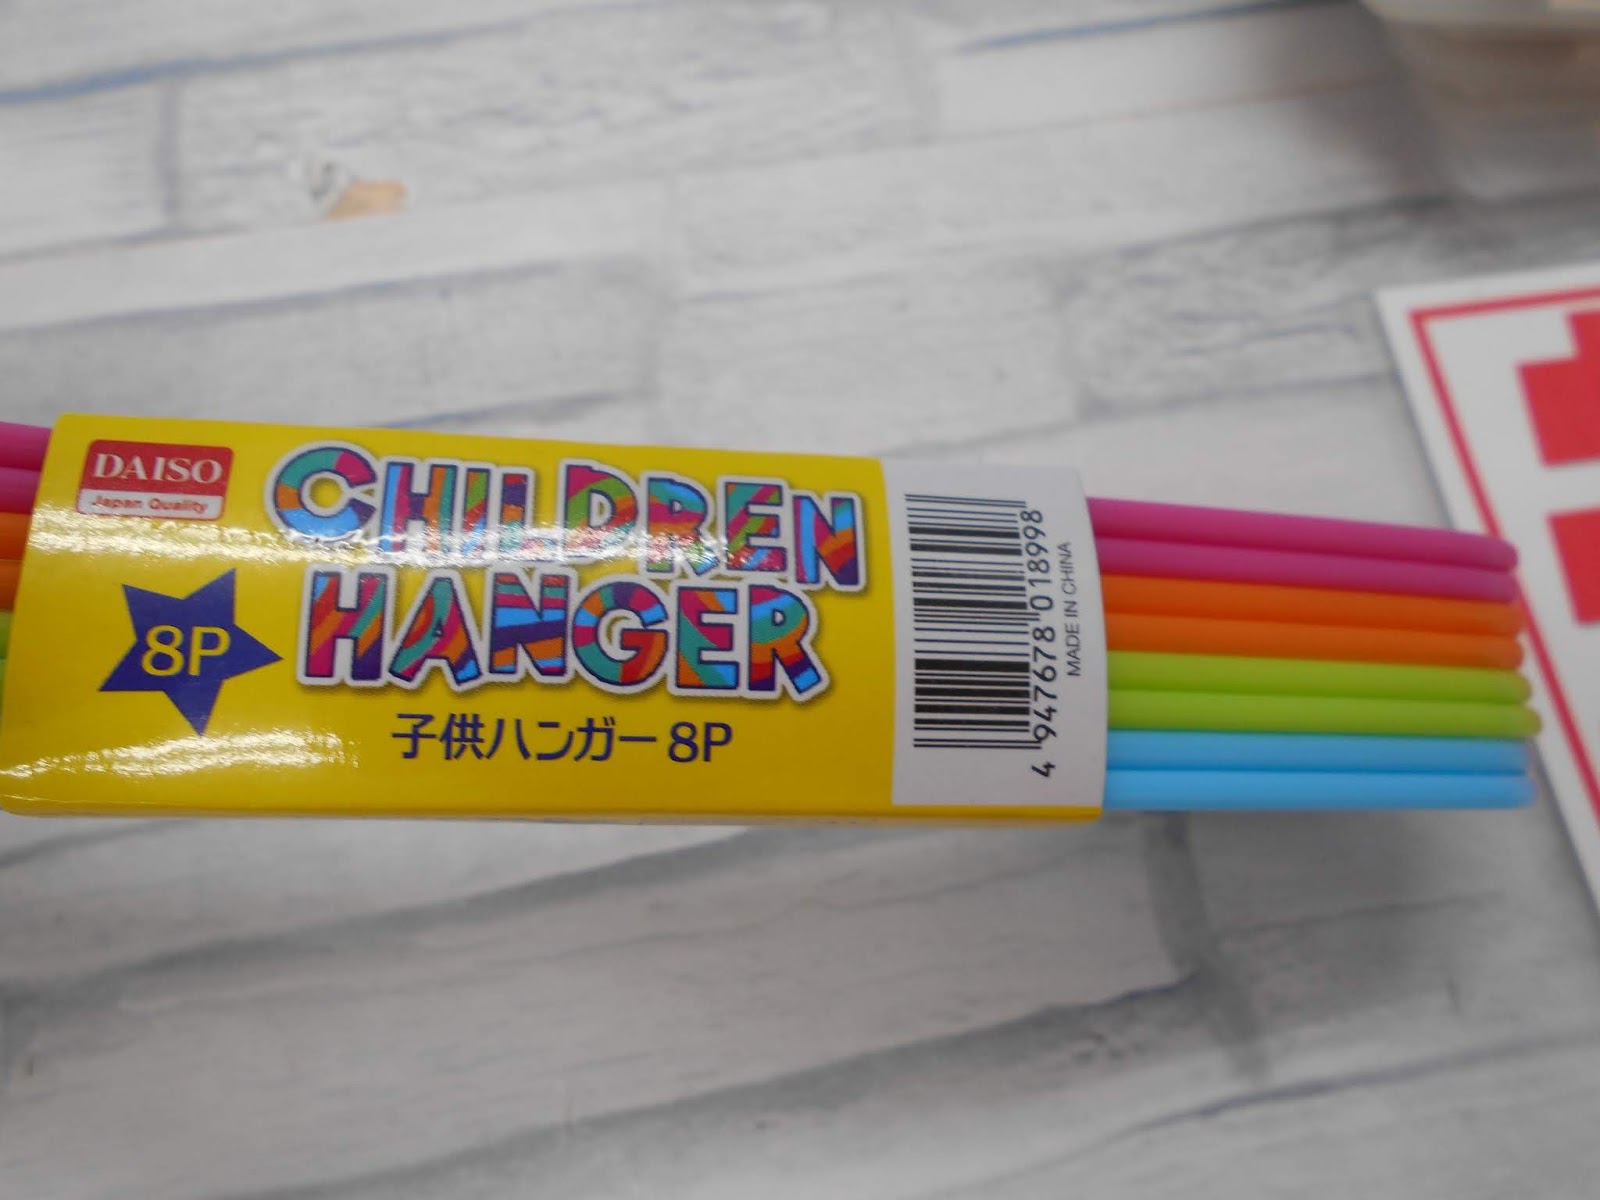 DAISO
Japan Quality
CHILDREN
HANGER
8P
子供ハンガー 8P
4 947678 018998
MADE IN CHINA